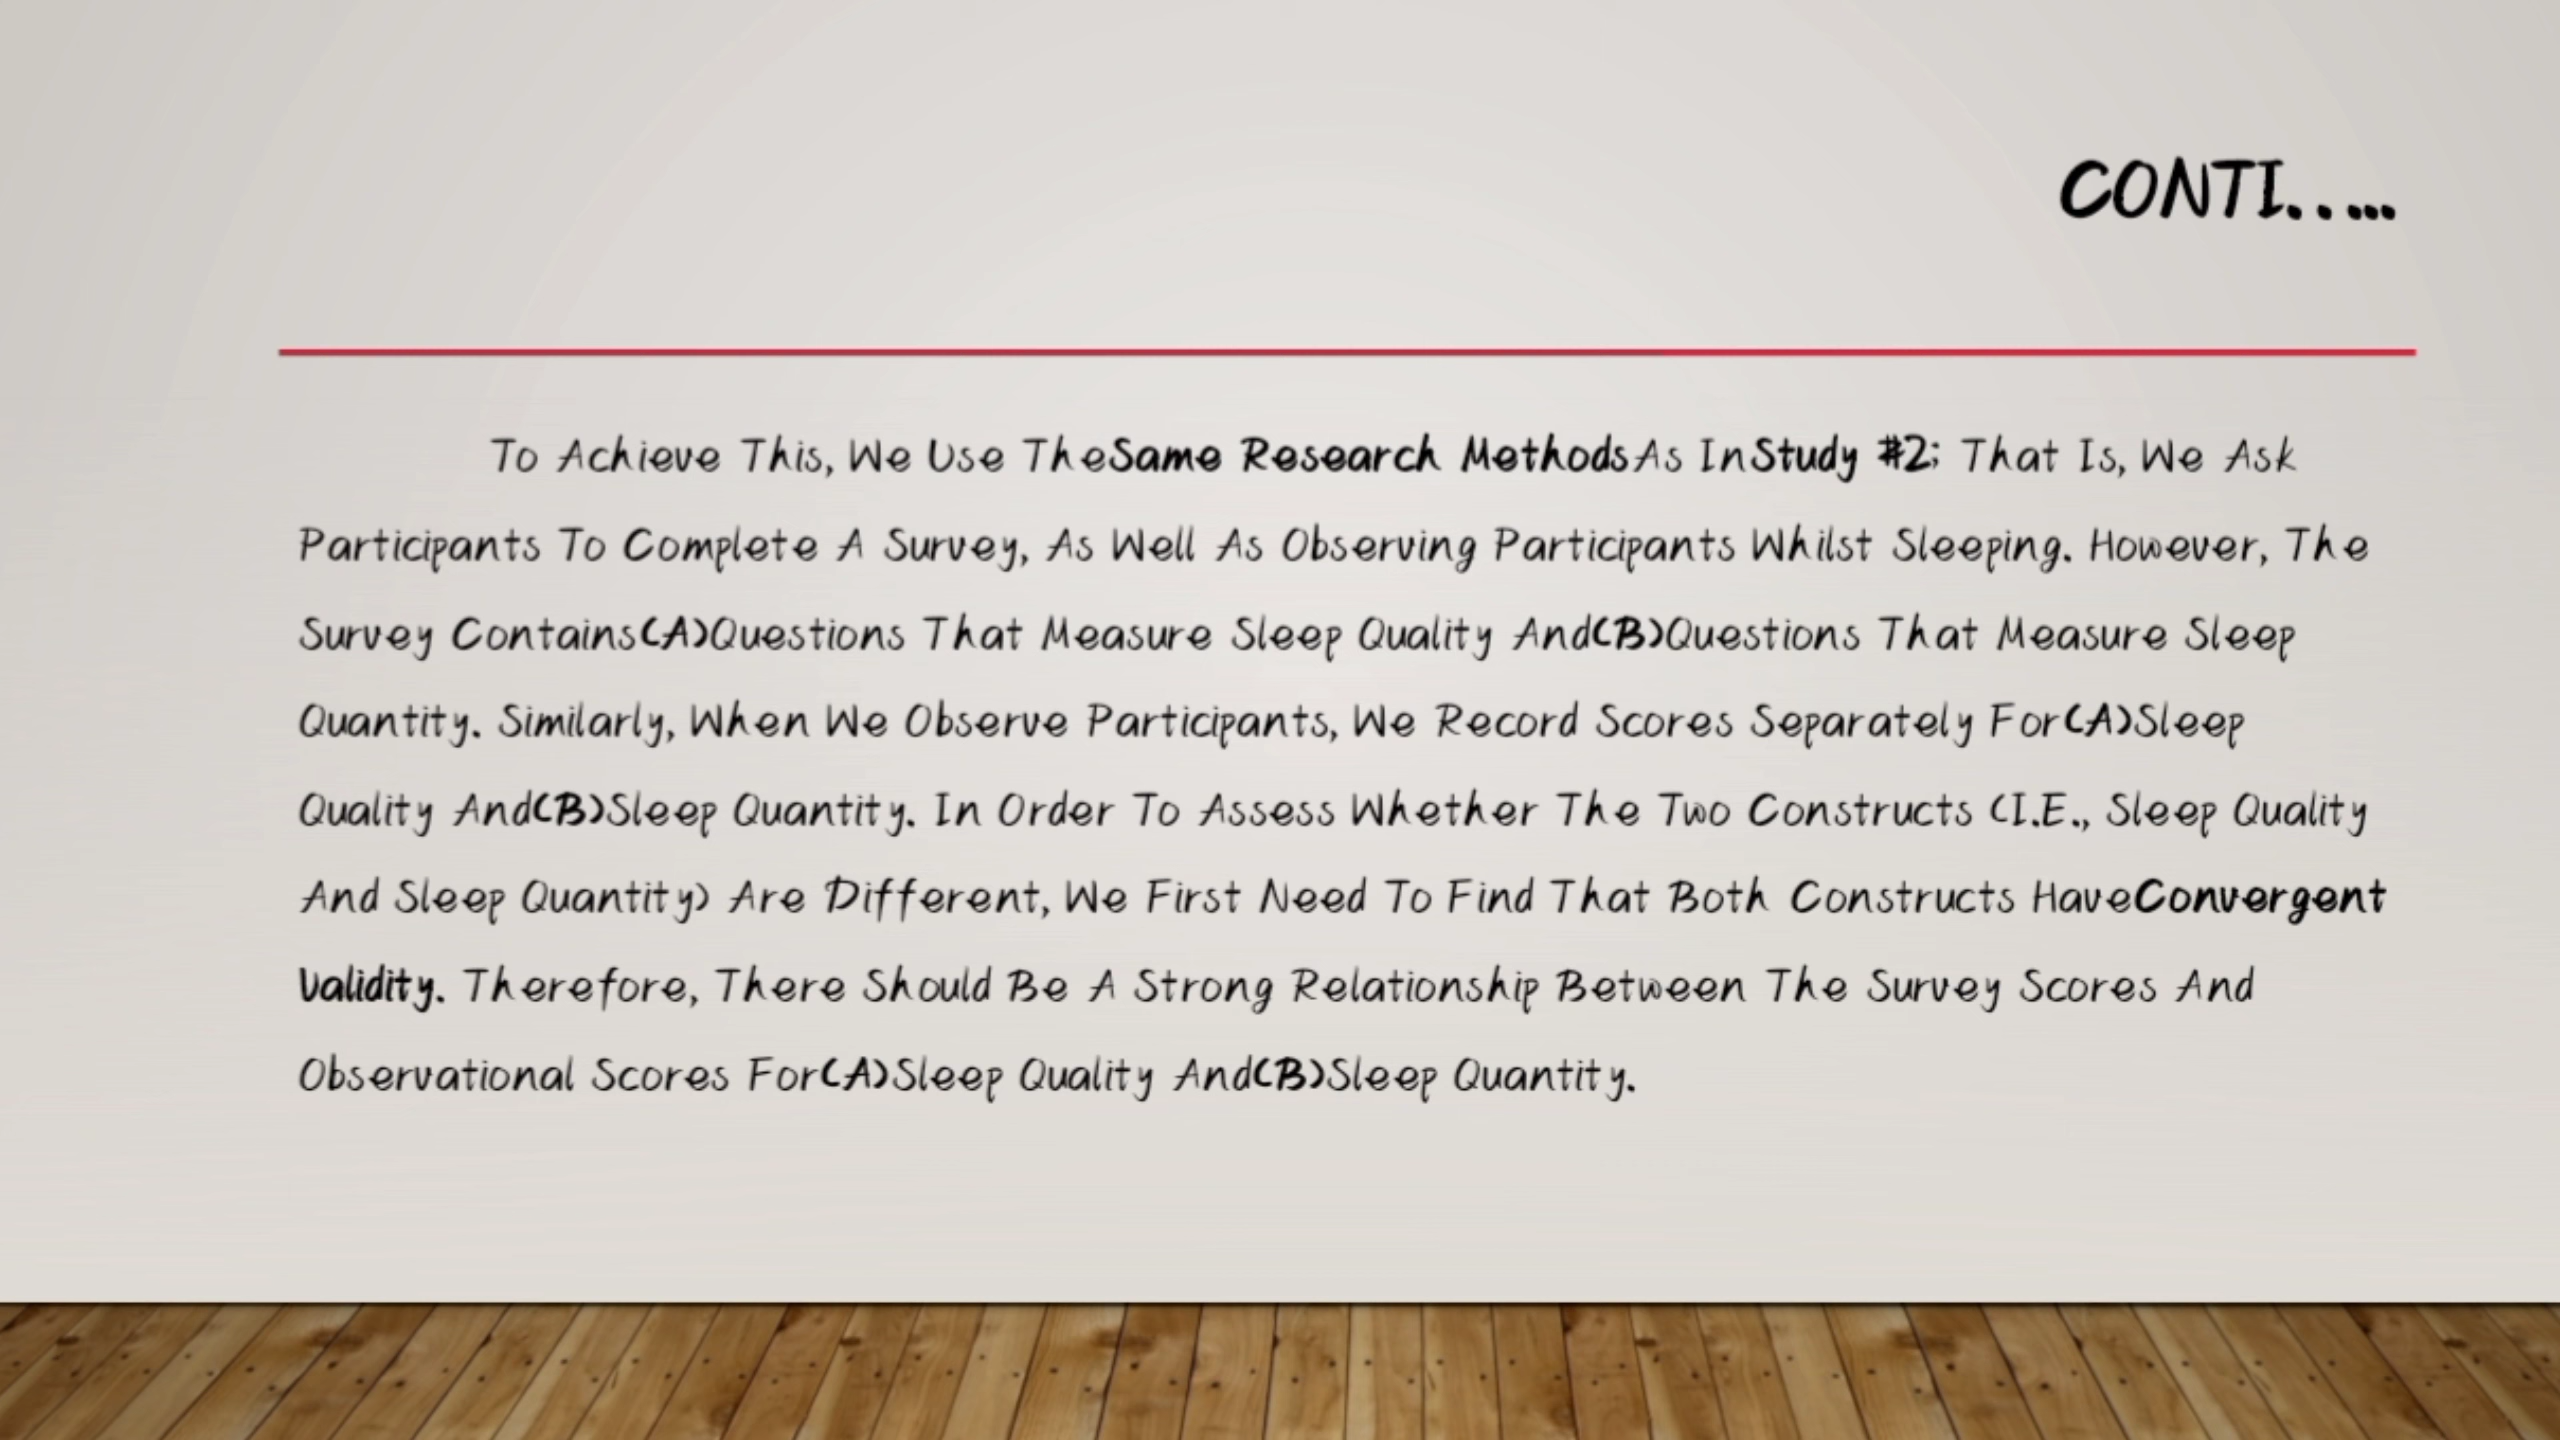 CONTI.....
To Achieve This, We Use TheSame Research MethodsAs InStudy #2; That Is, We Ask
Participants To Complete A Survey, As Well As Observing Participants Whilst Sleeping. However, The
Survey Contains(A)Questions That Measure Sleep Quality And(B)Questions That Measure Sleep
Quantity. Similarly, When We Observe Participants, We Record Scores Separately For(A)Sleep
Quality And(B)Sleep Quantity. In Order To Assess Whether The Two Constructs (I.E., Sleep Quality
And Sleep Quantity) Are Different, We First Need To Find That Both Constructs HaveConvergent
Validity. Therefore, There Should Be A Strong Relationship Between The Survey Scores And
Observational Scores For(A)Sleep Quality And(B)Sleep Quantity.